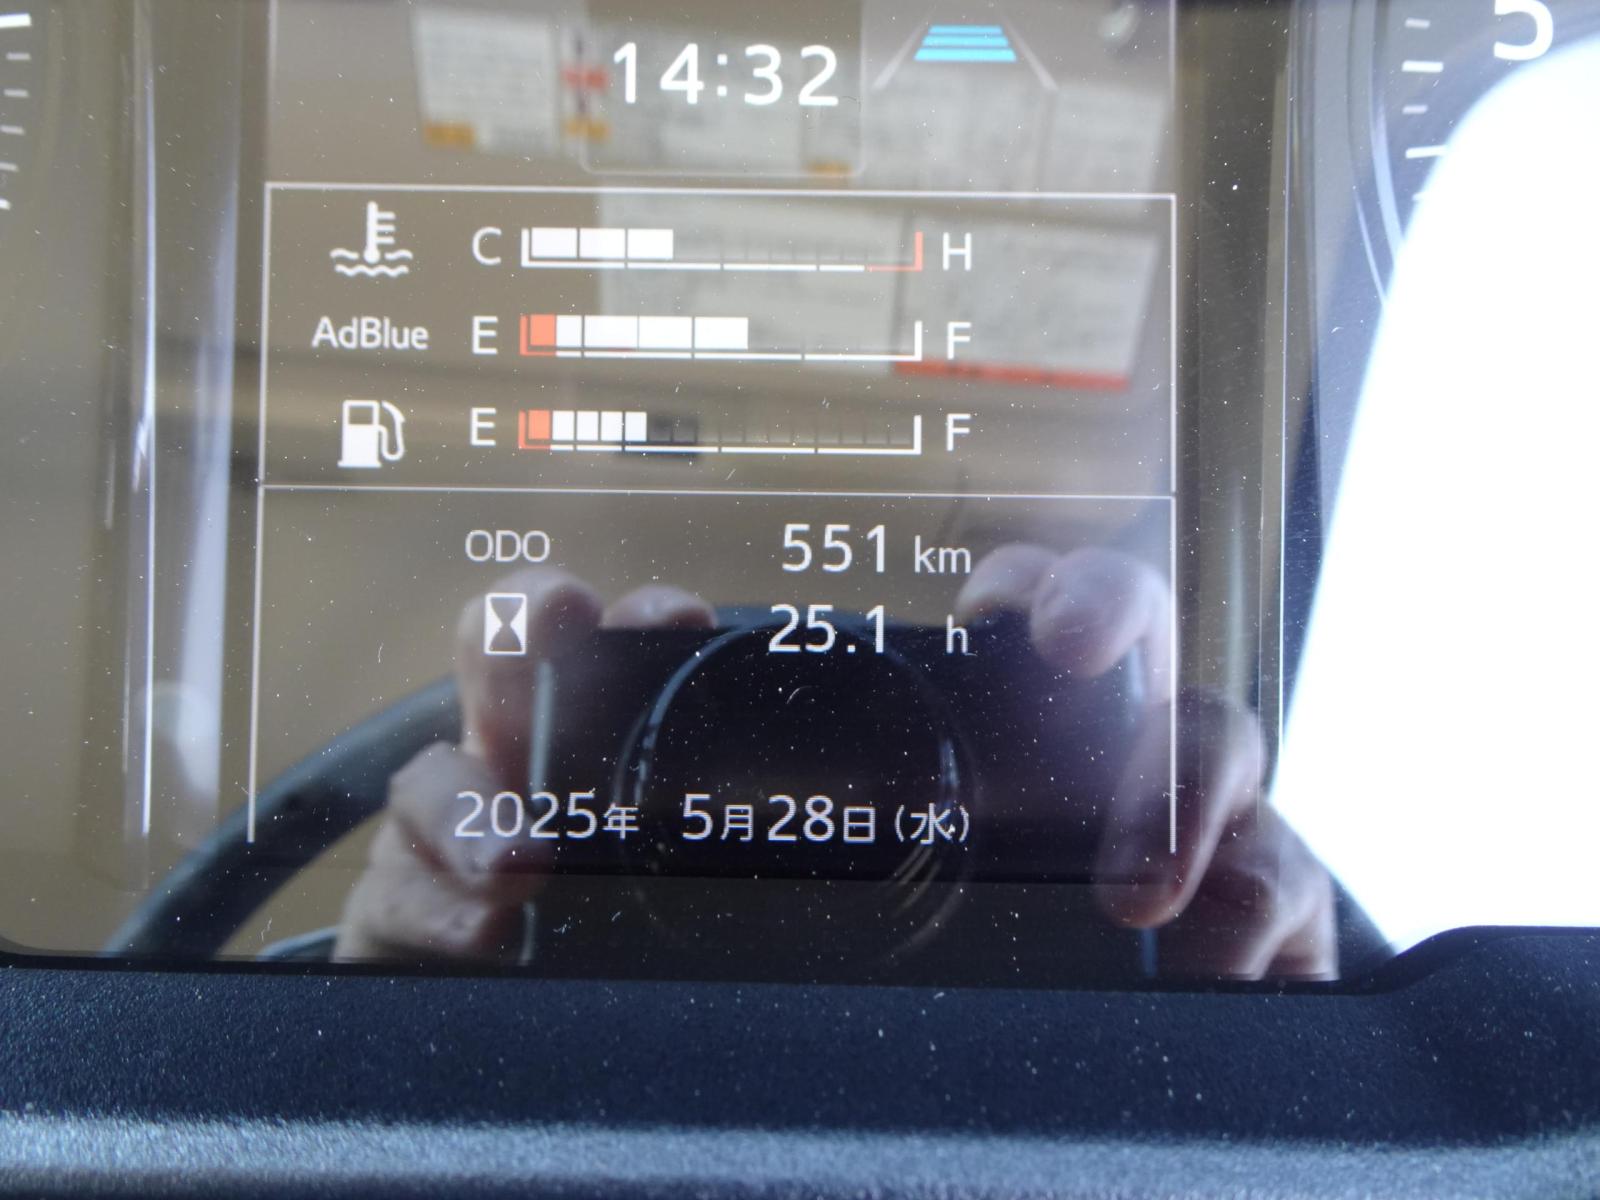 5
14:32
C H
AdBlue E F
E F
ODO 551 km
25.1 h
2025年 5月28日(水)